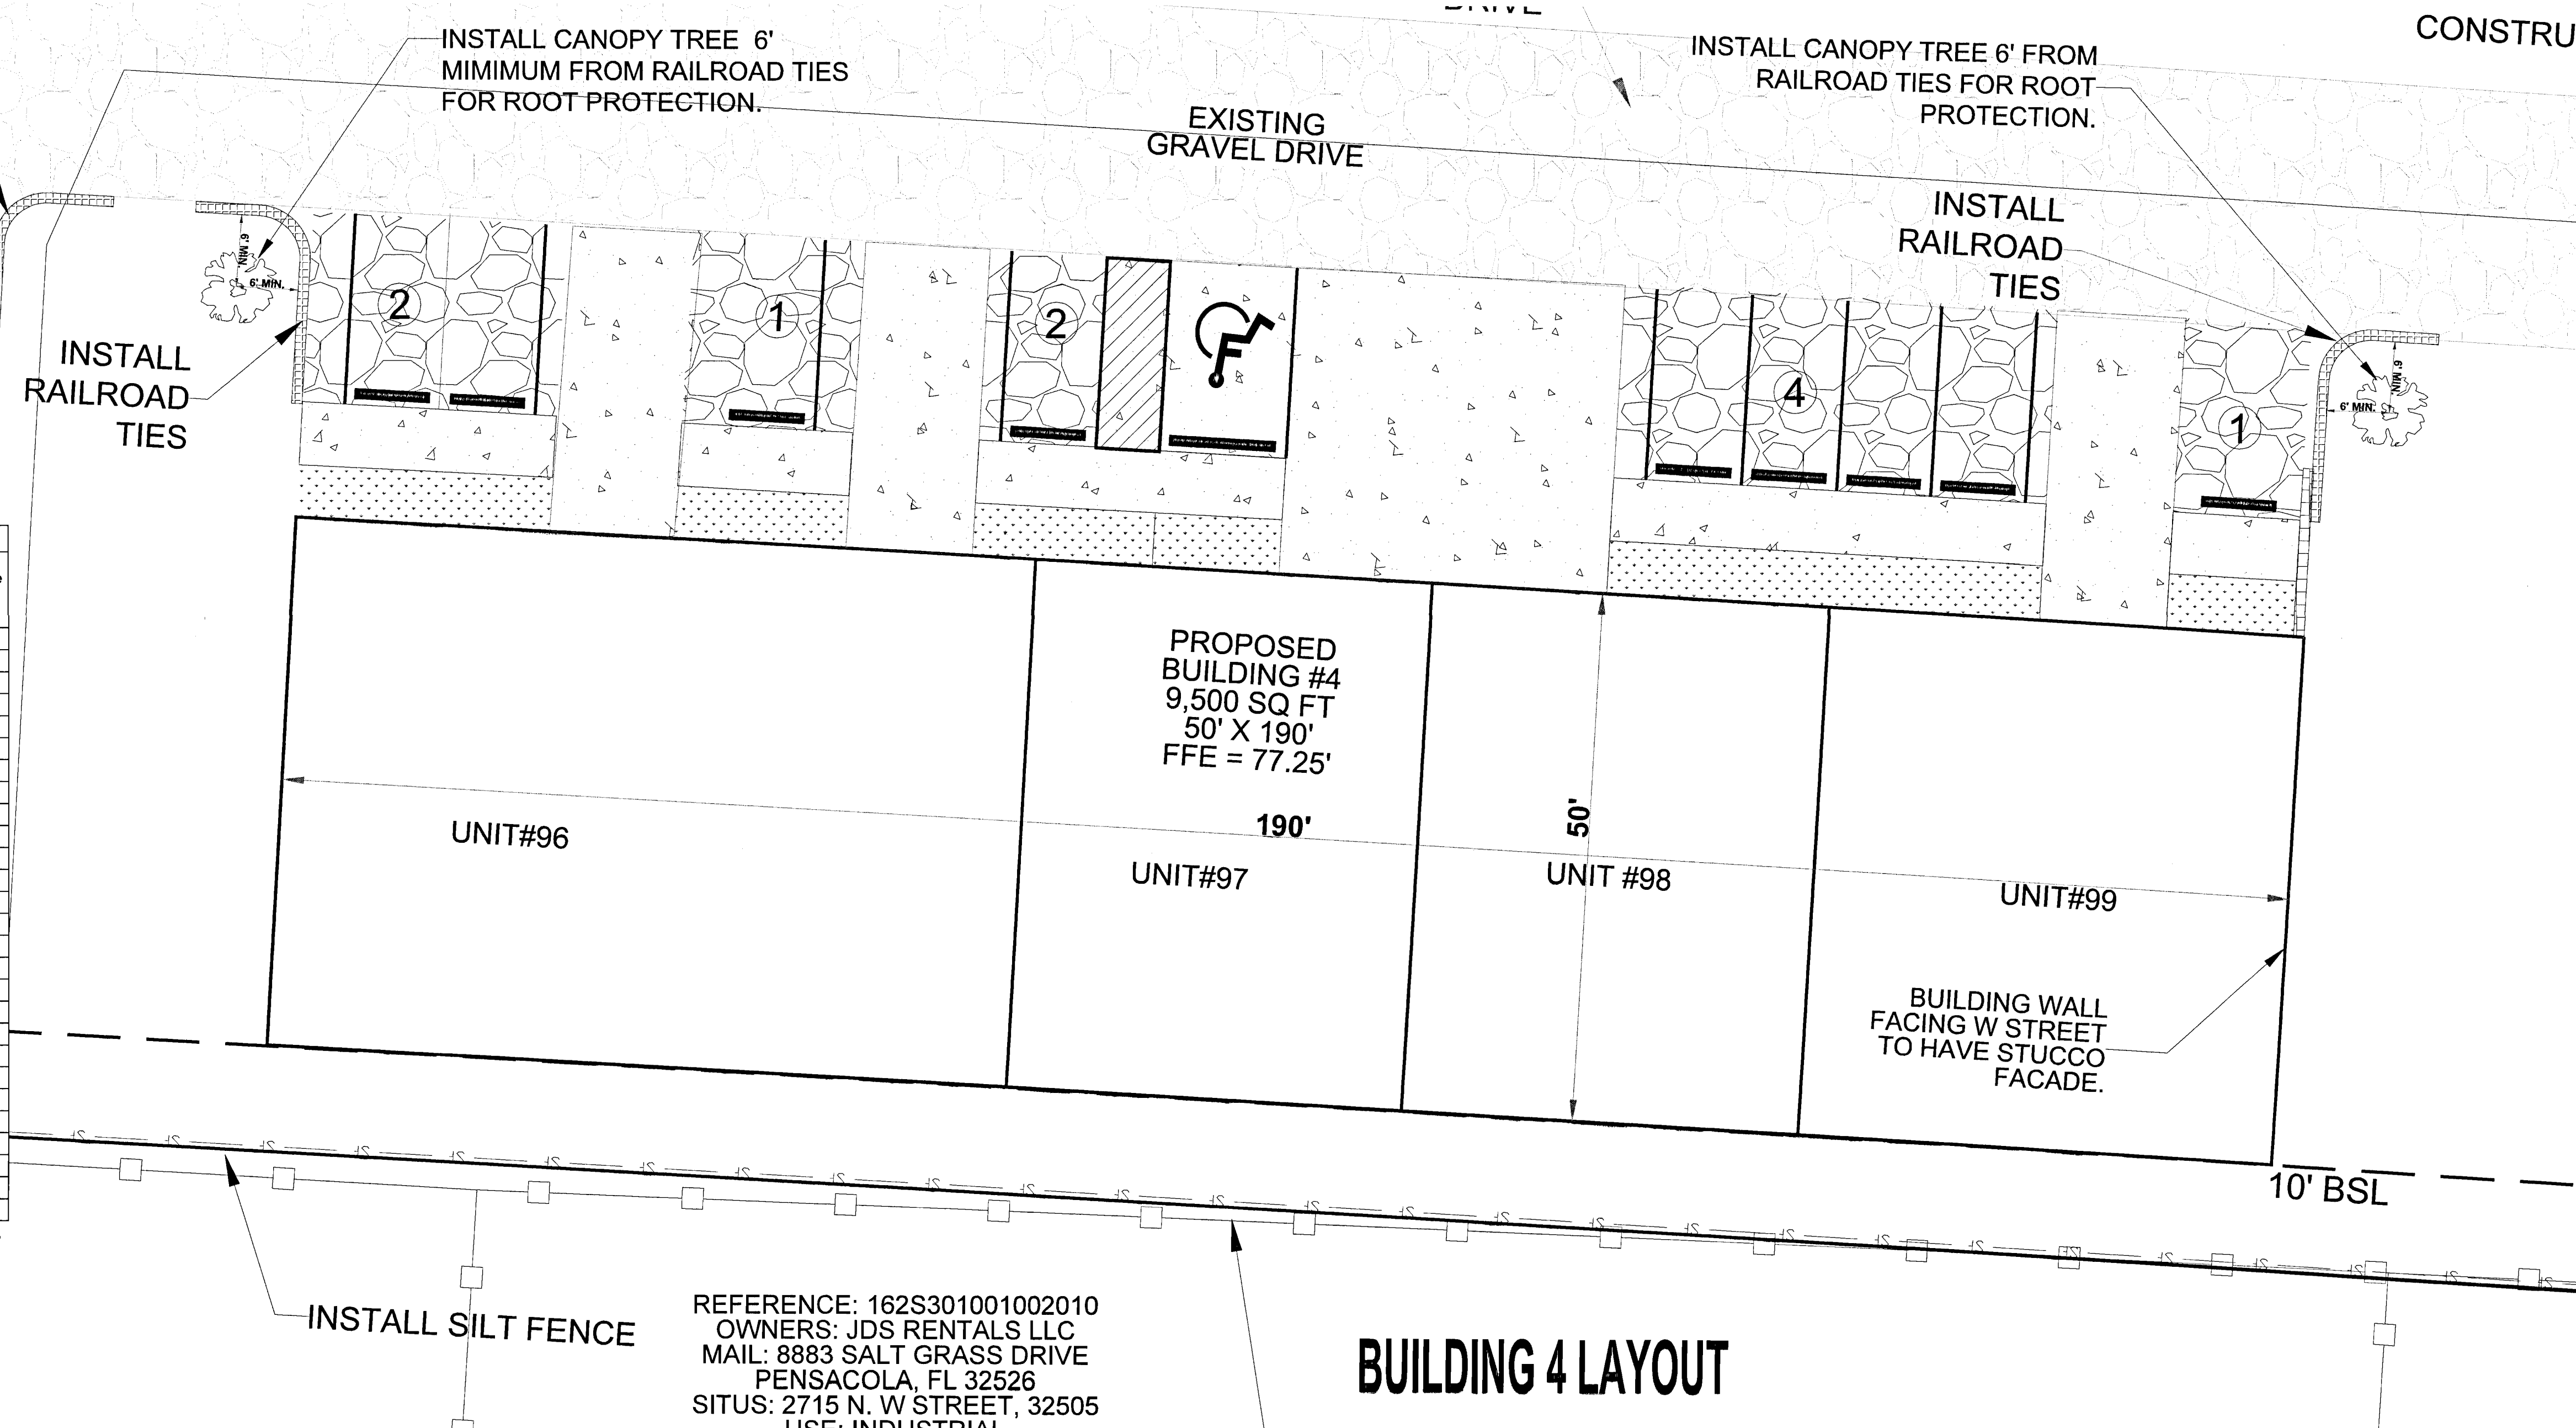 INSTALL CANOPY TREE 6'
MIMIMUM FROM RAILROAD TIES
FOR ROOT PROTECTION.
INSTALL CANOPY TREE 6' FROM
RAILROAD TIES FOR ROOT
PROTECTION.
EXISTING
GRAVEL DRIVE
INSTALL
RAILROAD
TIES
6' MIN.
6' MIN.
INSTALL
RAILROAD
TIES
2
1
2
4
1
6' MIN.
6' MIN.
PROPOSED
BUILDING #4
9,500 SQ FT
50' X 190'
FFE = 77.25'
190'
50'
UNIT#96
UNIT#97
UNIT #98
UNIT#99
BUILDING WALL
FACING W STREET
TO HAVE STUCCO
FACADE.
10' BSL
INSTALL SILT FENCE
REFERENCE: 162S301001002010
OWNERS: JDS RENTALS LLC
MAIL: 8883 SALT GRASS DRIVE
PENSACOLA, FL 32526
SITUS: 2715 N. W STREET, 32505
USE: INDUSTRIAL
BUILDING 4 LAYOUT